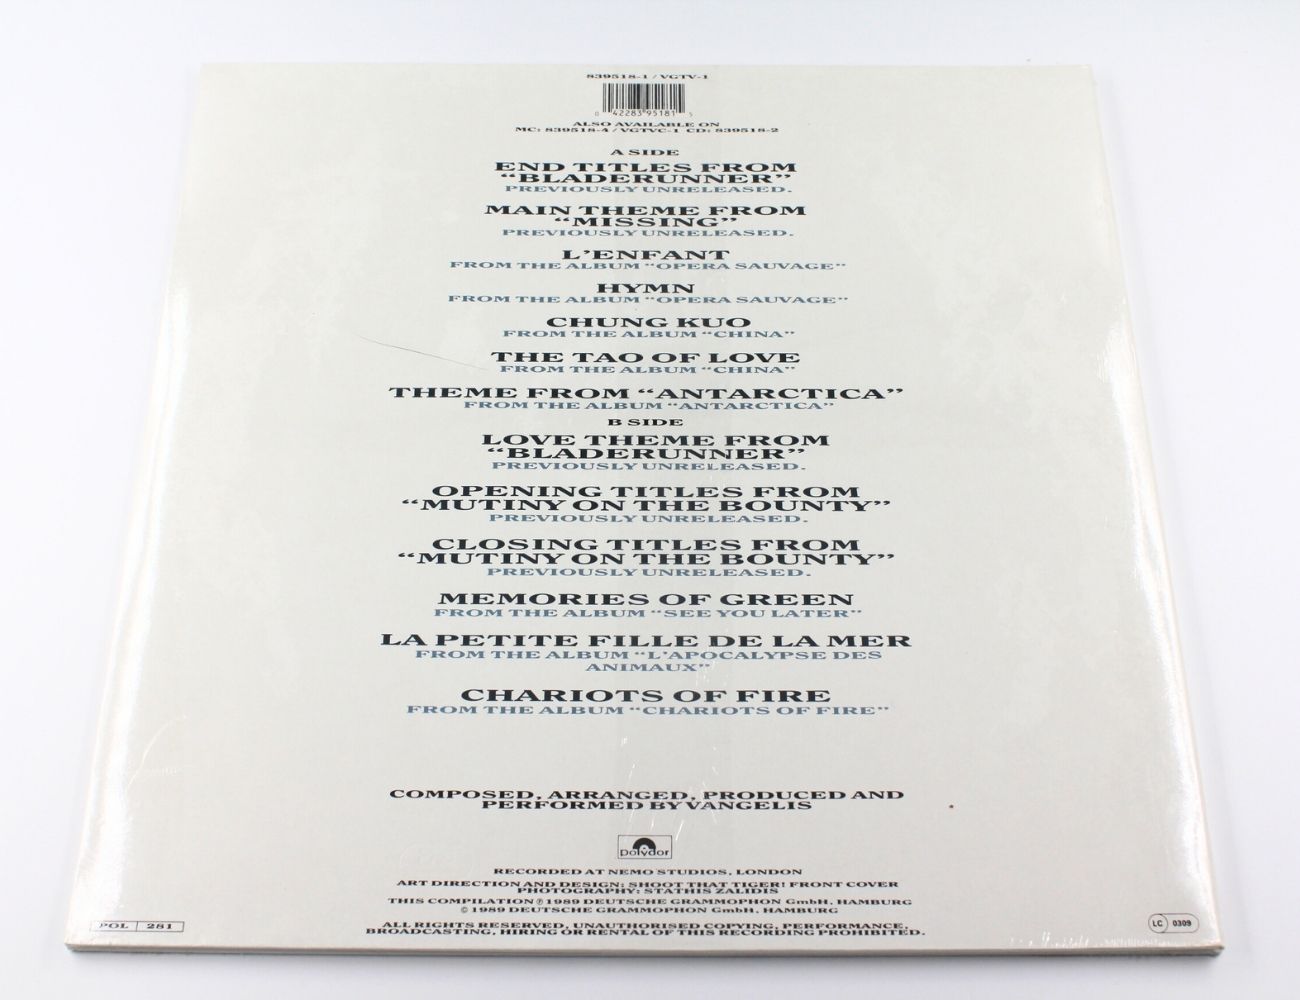 839518-1 / VGTV-1
0 42283 95181 5
ALSO AVAILABLE ON
MC: 839518-4 / VGTVC-1 CD: 839518-2
A SIDE
END TITLES FROM
“BLADERUNNER”
PREVIOUSLY UNRELEASED.
MAIN THEME FROM
“MISSING”
PREVIOUSLY UNRELEASED.
L’ENFANT
FROM THE ALBUM “OPERA SAUVAGE”
HYMN
FROM THE ALBUM “OPERA SAUVAGE”
CHUNG KUO
FROM THE ALBUM “CHINA”
THE TAO OF LOVE
FROM THE ALBUM “CHINA”
THEME FROM “ANTARCTICA”
FROM THE ALBUM “ANTARCTICA”
B SIDE
LOVE THEME FROM
“BLADERUNNER”
PREVIOUSLY UNRELEASED.
OPENING TITLES FROM
“MUTINY ON THE BOUNTY”
PREVIOUSLY UNRELEASED.
CLOSING TITLES FROM
“MUTINY ON THE BOUNTY”
PREVIOUSLY UNRELEASED.
MEMORIES OF GREEN
FROM THE ALBUM “SEE YOU LATER”
LA PETITE FILLE DE LA MER
FROM THE ALBUM “L’APOCALYPSE DES
ANIMAUX”
CHARIOTS OF FIRE
FROM THE ALBUM “CHARIOTS OF FIRE”
COMPOSED, ARRANGED, PRODUCED AND
PERFORMED BY VANGELIS
polydor
RECORDED AT NEMO STUDIOS, LONDON
ART DIRECTION AND DESIGN: SHOOT THAT TIGER! FRONT COVER
PHOTOGRAPHY: STATHIS ZALIDIS
THIS COMPILATION ℗ 1989 DEUTSCHE GRAMMOPHON GmbH, HAMBURG
© 1989 DEUTSCHE GRAMMOPHON GmbH, HAMBURG
ALL RIGHTS RESERVED, UNAUTHORISED COPYING, PERFORMANCE,
BROADCASTING, HIRING OR RENTAL OF THIS RECORDING PROHIBITED.
POL 281
LC 0309